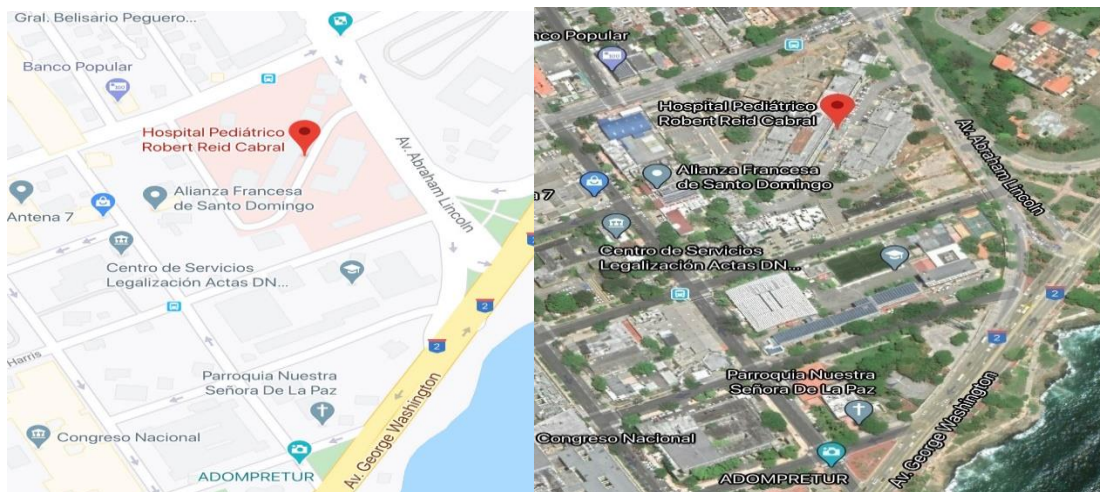 Gral. Belisario Peguero...
Banco Popular
Hospital Pediátrico
Robert Reid Cabral
Av. Abraham Lincoln
Alianza Francesa
de Santo Domingo
Antena 7
Centro de Servicios
Legalización Actas DN...
2
Harris
2
Parroquia Nuestra
Señora De La Paz
Congreso Nacional
Av. George Washington
ADOMPRETUR
nco Popular
Hospital Pediátrico
Robert Reid Cabral
Av. Abraham Lincoln
Alianza Francesa
de Santo Domingo
7
Centro de Servicios
Legalización Actas DN...
2
2
Parroquia Nuestra
Señora De La Paz
Congreso Nacional
Av. George Washington
ADOMPRETUR